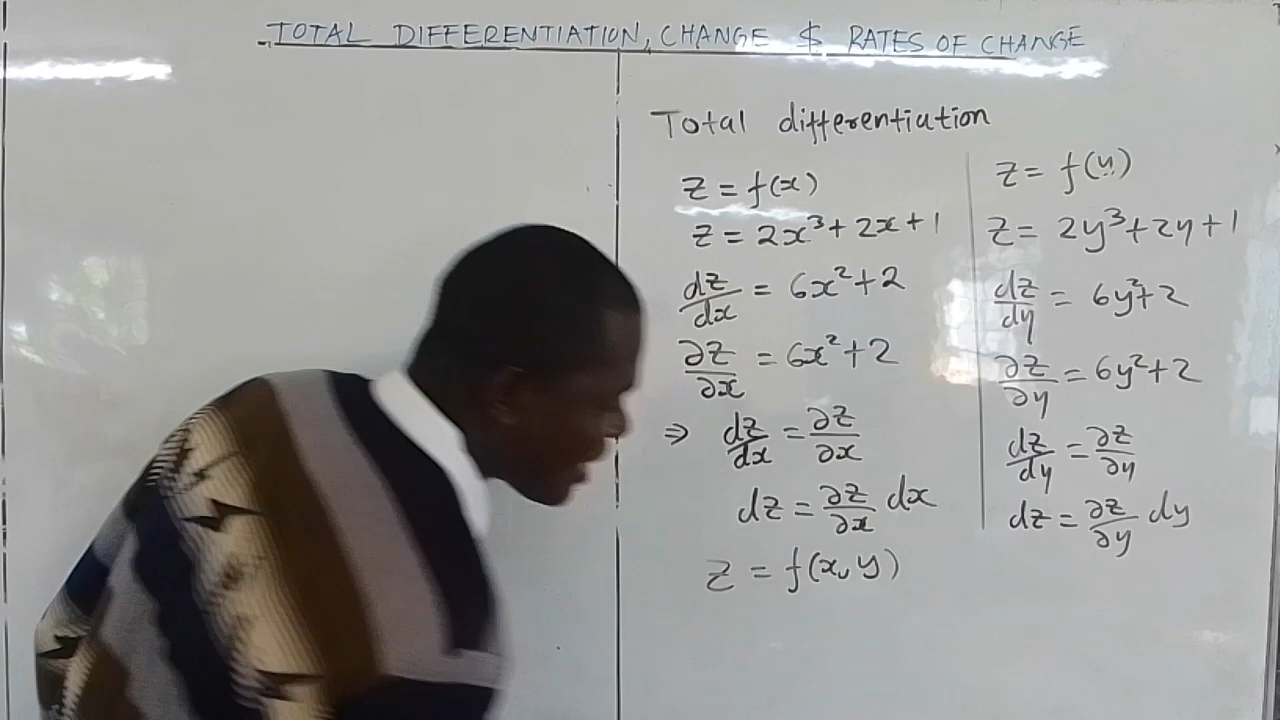 TOTAL DIFFERENTIATION, CHANGE & RATES OF CHANGE
Total differentiation
z = f(x)
z = 2x³ + 2x + 1
dz/dx = 6x² + 2
∂z/∂x = 6x² + 2
⇒ dz/dx = ∂z/∂x
dz = ∂z/∂x dx
z = f(x, y)
z = f(y)
z = 2y³ + 2y + 1
dz/dy = 6y² + 2
∂z/∂y = 6y² + 2
dz/dy = ∂z/∂y
dz = ∂z/∂y dy